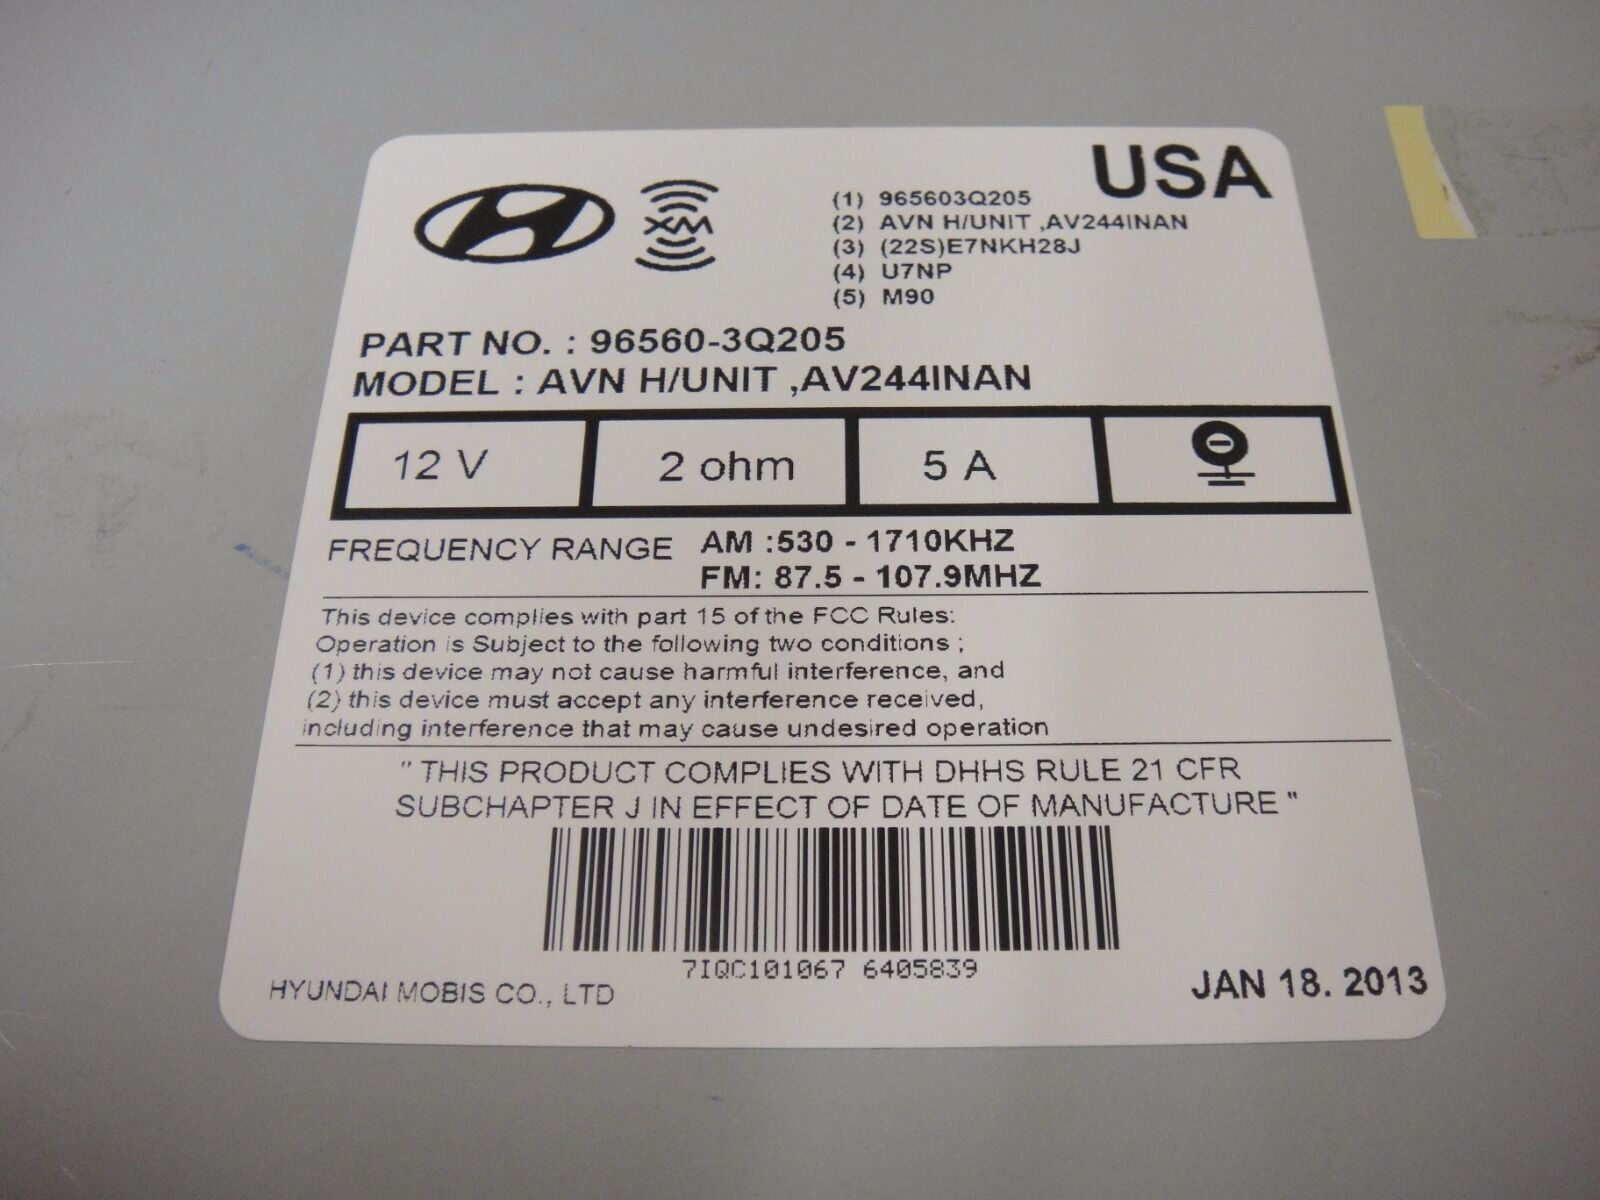 USA
XM
(1) 965603Q205
(2) AVN H/UNIT ,AV244INAN
(3) (22S)E7NKH28J
(4) U7NP
(5) M90
PART NO. : 96560-3Q205
MODEL : AVN H/UNIT ,AV244INAN
12 V 2 ohm 5 A
FREQUENCY RANGE AM :530 - 1710KHZ
FM: 87.5 - 107.9MHZ
This device complies with part 15 of the FCC Rules:
Operation is Subject to the following two conditions ;
(1) this device may not cause harmful interference, and
(2) this device must accept any interference received,
including interference that may cause undesired operation
" THIS PRODUCT COMPLIES WITH DHHS RULE 21 CFR
SUBCHAPTER J IN EFFECT OF DATE OF MANUFACTURE "
7IQC101067 6405839
HYUNDAI MOBIS CO., LTD
JAN 18. 2013